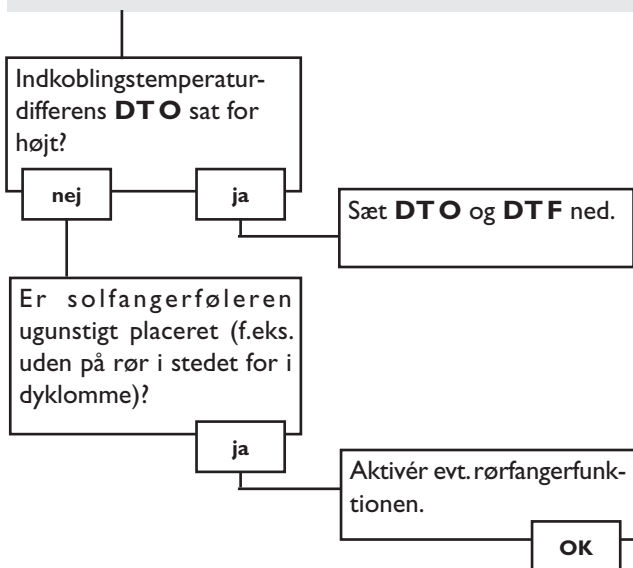 Indkoblingstemperatur-
differens DT O sat for
højt?
nej
ja
Sæt DT O og DT F ned.
Er solfangerføleren
ugunstigt placeret (f.eks.
uden på rør i stedet for i
dyklomme)?
ja
Aktivér evt. rørfangerfunk-
tionen.
OK